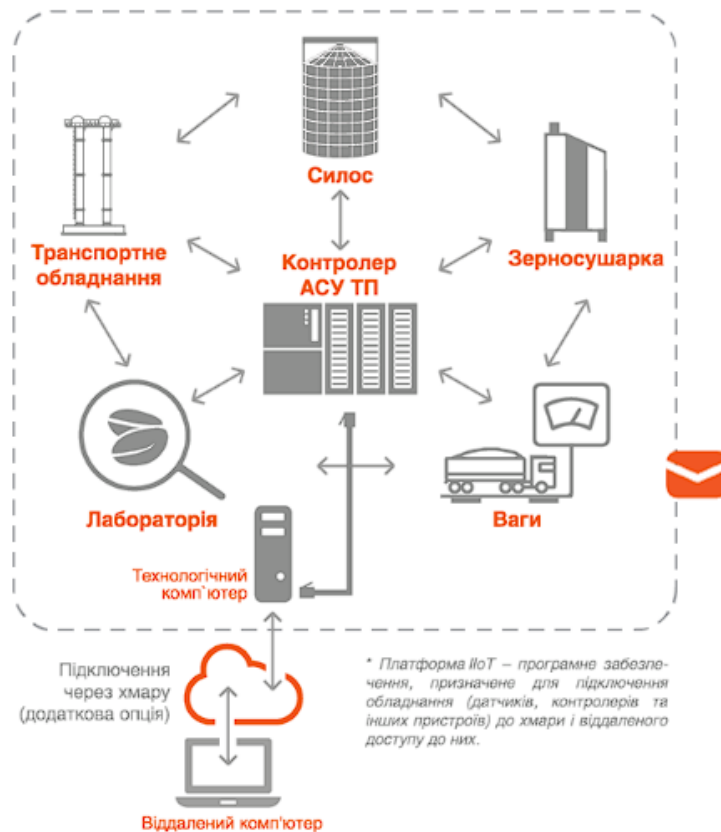 Силос
Транспортне
обладнання
Контролер
АСУ ТП
Зерносушарка
Лабораторія
Ваги
Технологічний
комп`ютер
Підключення
через хмару
(додаткова опція)
* Платформа IIoT – програмне забезпе-
чення, призначене для підключення
обладнання (датчиків, контролерів та
інших пристроїв) до хмари і віддаленого
доступу до них.
Віддалений комп'ютер